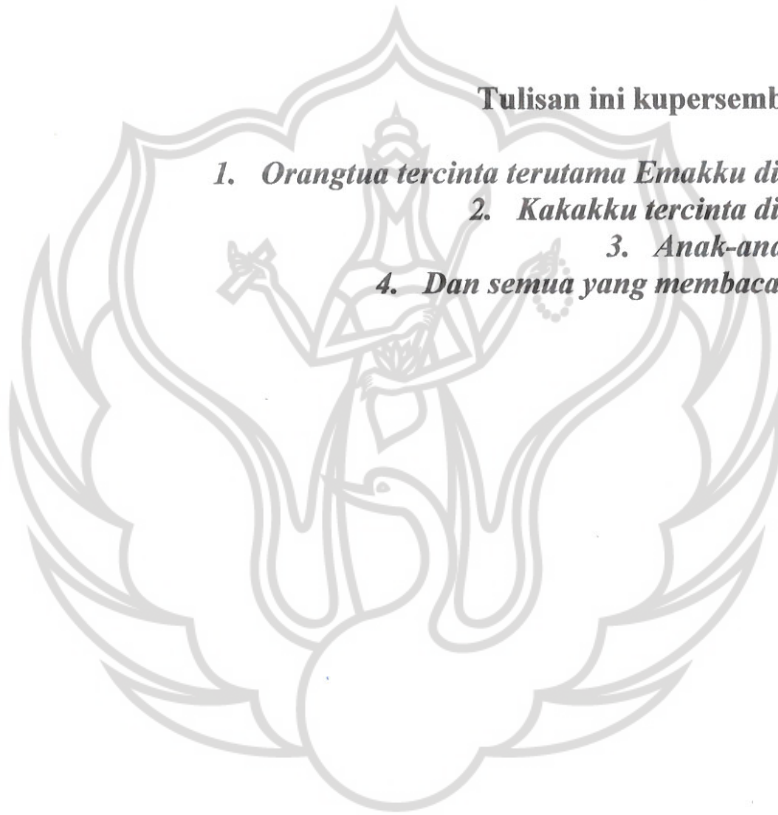 Tulisan ini kupersemb
1. Orangtua tercinta terutama Emakku di
2. Kakakku tercinta di
3. Anak-ana
4. Dan semua yang membaca